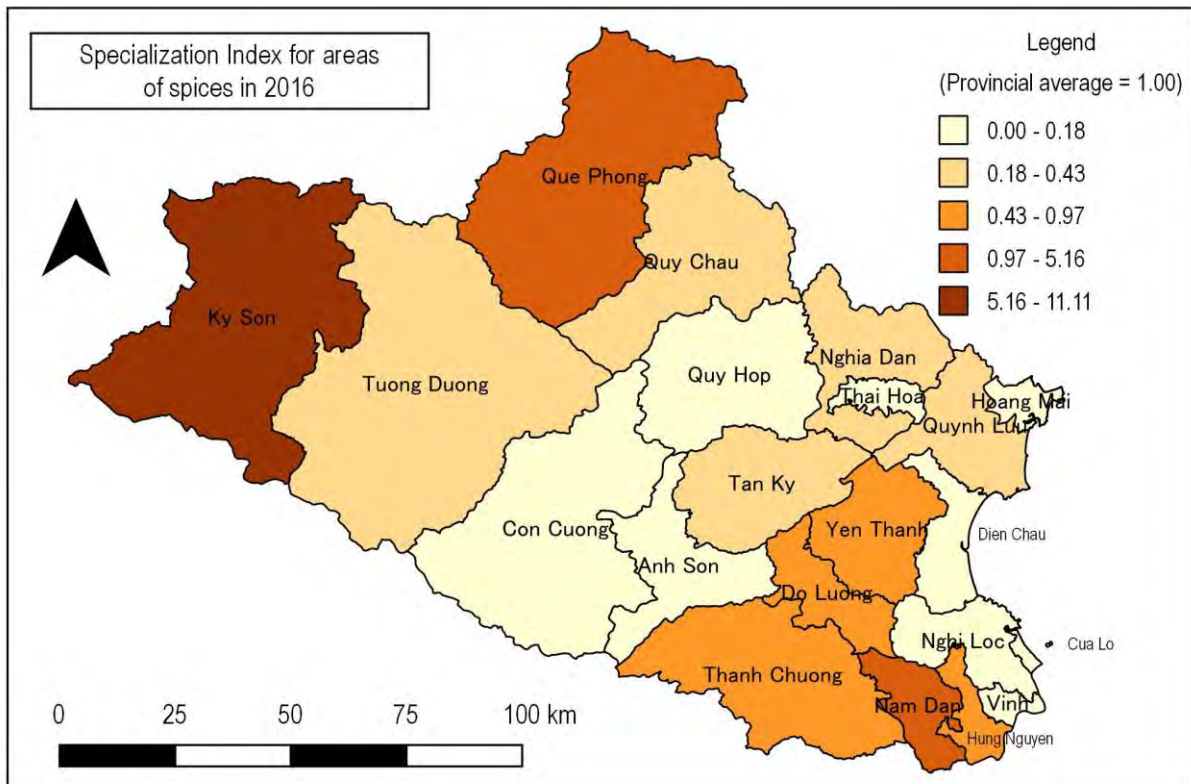 Specialization Index for areas
of spices in 2016
Legend
(Provincial average = 1.00)
0.00 - 0.18
0.18 - 0.43
0.43 - 0.97
0.97 - 5.16
5.16 - 11.11
Que Phong
Quy Chau
Ky Son
Tuong Duong
Quy Hop
Nghia Dan
Thai Hoa
Hoang Mai
Quynh Luu
Tan Ky
Con Cuong
Yen Thanh
Dien Chau
Anh Son
Do Luong
Nghi Loc
Cua Lo
Thanh Chuong
Nam Dan
Vinh
Hung Nguyen
0 25 50 75 100 km